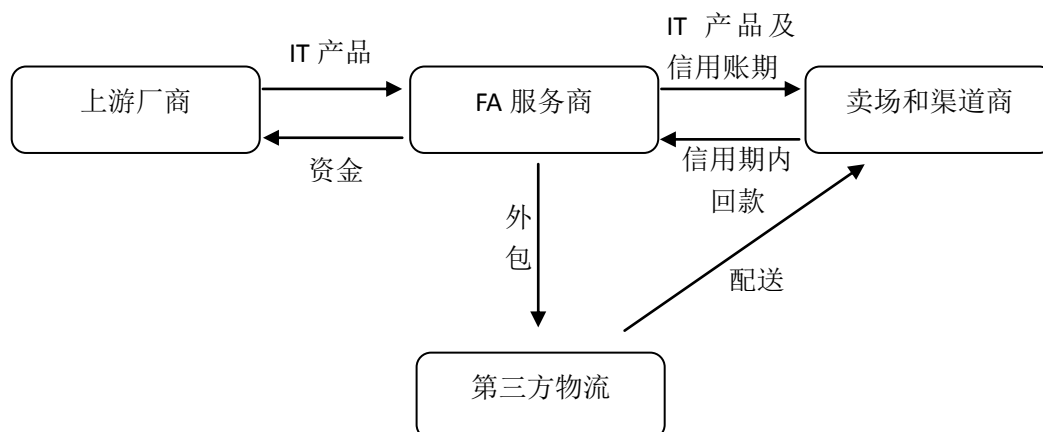 IT 产品
IT 产品及
信用账期
上游厂商
FA 服务商
卖场和渠道商
资金
信用期内
回款
外
包
配送
第三方物流